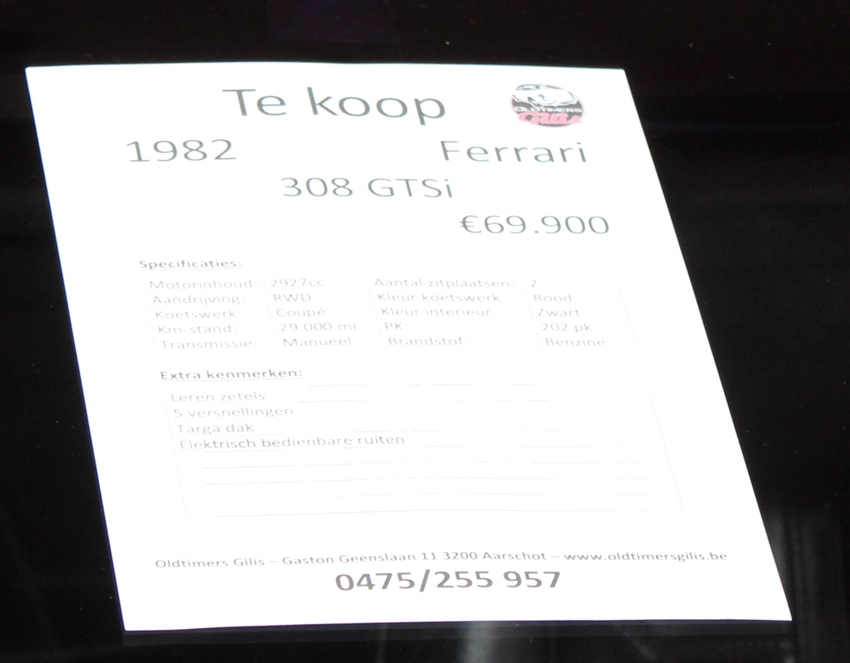 Te koop
OLDTIMERS
Gilis
1982 Ferrari
308 GTSi
€69.900
Specificaties:
Motorinhoud: 2927cc Aantal zitplaatsen: 2
Aandrijving: RWD Kleur koetswerk Rood
Koetswerk: Coupé Kleur interieur Zwart
Km-stand: 29.000 mi PK: 202 pk
Transmissie: Manueel Brandstof: Benzine
Extra kenmerken:
Leren zetels
5 versnellingen
Targa dak
Elektrisch bedienbare ruiten
Oldtimers Gilis – Gaston Geenslaan 11 3200 Aarschot – www.oldtimersgilis.be
0475/255 957